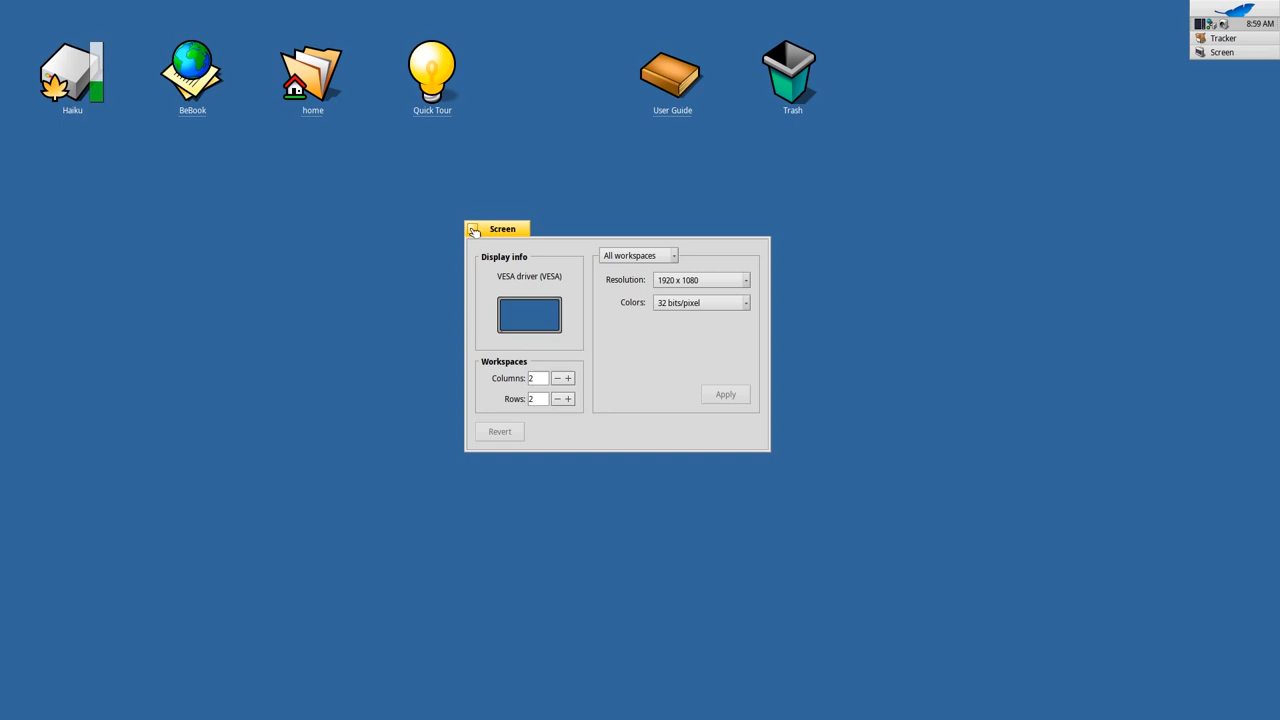 8:59 AM
Tracker
Screen
Haiku
BeBook
home
Quick Tour
User Guide
Trash
Screen
Display info
VESA driver (VESA)
All workspaces
Resolution: 1920 x 1080
Colors: 32 bits/pixel
Workspaces
Columns: 2
Rows: 2
Apply
Revert